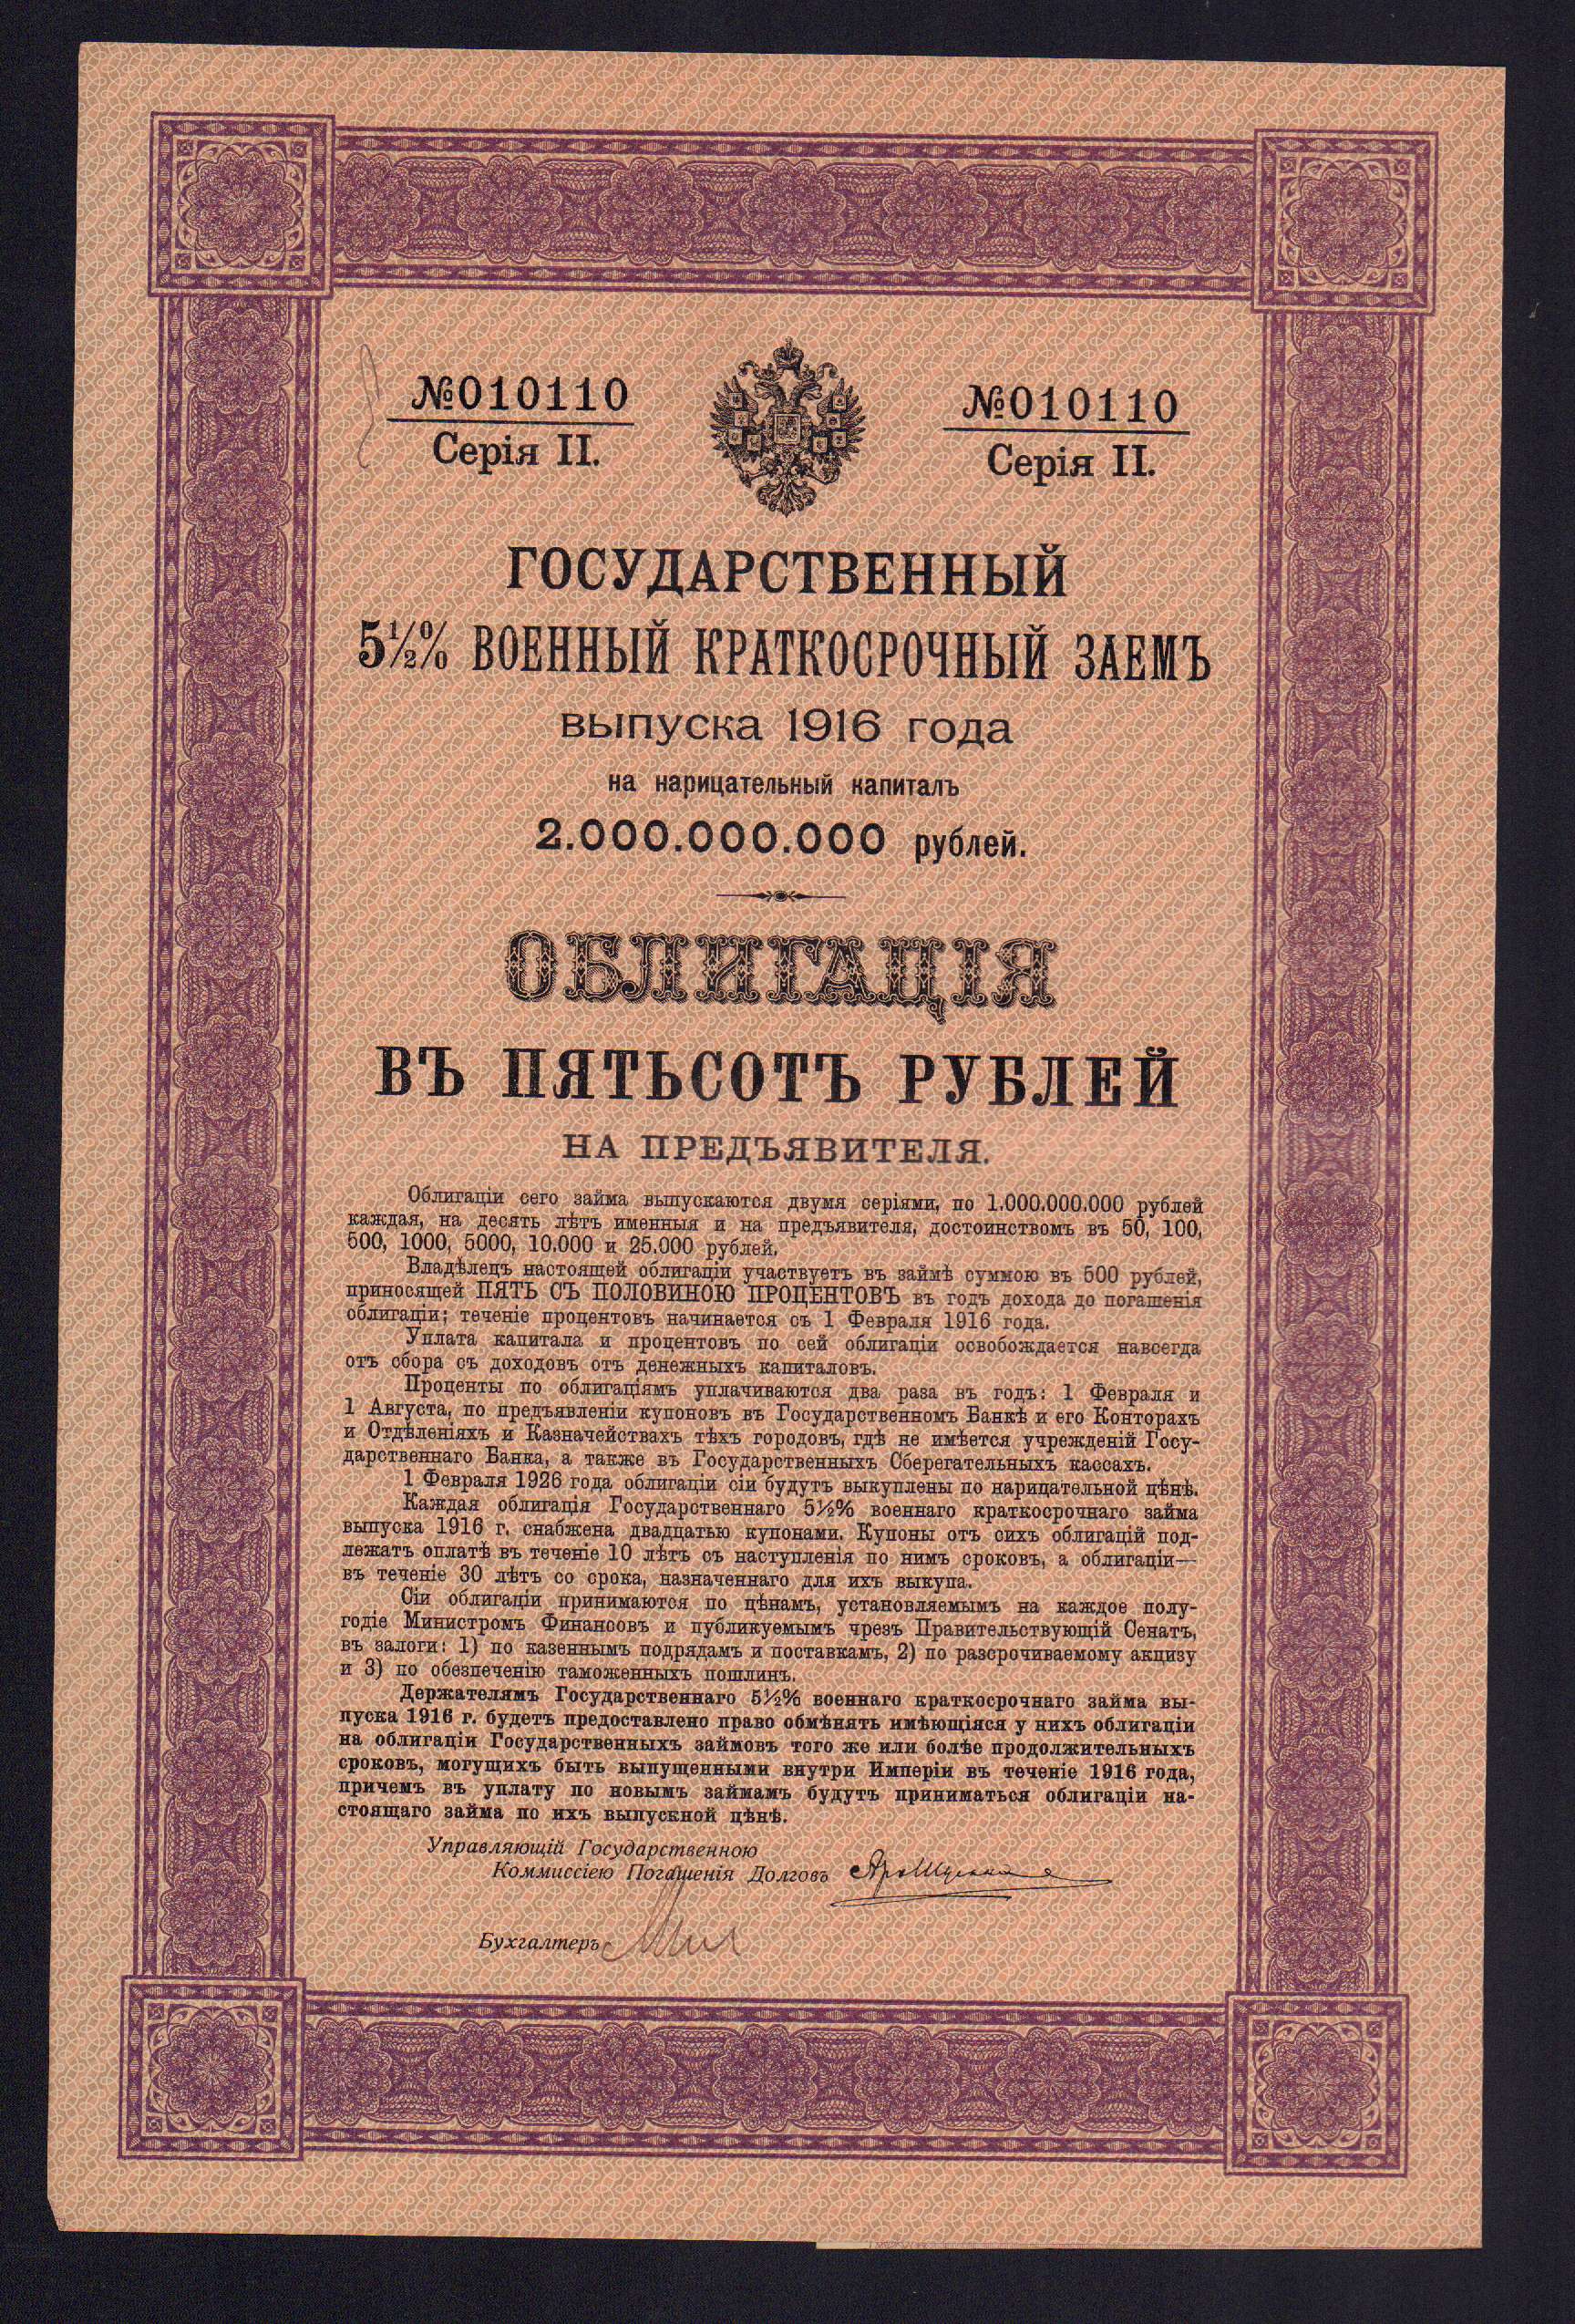 №010110
Серія II.
№010110
Серія II.
ГОСУДАРСТВЕННЫЙ
5½% ВОЕННЫЙ КРАТКОСРОЧНЫЙ ЗАЕМЪ
выпуска 1916 года
на нарицательный капиталъ
2.000.000.000 рублей.
ОБЛИГАЦІЯ
ВЪ ПЯТЬСОТЪ РУБЛЕЙ
НА ПРЕДЪЯВИТЕЛЯ.
Облигаціи сего займа выпускаются двумя серіями, по 1.000.000.000 рублей
каждая, на десять лѣтъ именныя и на предъявителя, достоинствомъ въ 50, 100,
500, 1000, 5000, 10.000 и 25.000 рублей.
Владѣлецъ настоящей облигаціи участвуетъ въ займѣ суммою въ 500 рублей,
приносящей ПЯТЬ СЪ ПОЛОВИНОЮ ПРОЦЕНТОВЪ въ годъ дохода до погашенія
облигаціи; теченіе процентовъ начинается съ 1 Февраля 1916 года.
Уплата капитала и процентовъ по сей облигаціи освобождается навсегда
отъ сбора съ доходовъ отъ денежныхъ капиталовъ.
Проценты по облигаціямъ уплачиваются два раза въ годъ: 1 Февраля и
1 Августа, по предъявленіи купоновъ въ Государственномъ Банкѣ и его Конторахъ
и Отдѣленіяхъ и Казначействахъ тѣхъ городовъ, гдѣ не имѣется учрежденій Госу-
дарственнаго Банка, а также въ Государственныхъ Сберегательныхъ кассахъ.
1 Февраля 1926 года облигаціи сіи будутъ выкуплены по нарицательной цѣнѣ.
Каждая облигація Государственнаго 5½% военнаго краткосрочнаго займа
выпуска 1916 г. снабжена двадцатью купонами. Купоны отъ сихъ облигацій под-
лежатъ оплатѣ въ теченіе 10 лѣтъ съ наступленія по нимъ сроковъ, а облигаціи—
въ теченіе 30 лѣтъ со срока, назначеннаго для ихъ выкупа.
Сіи облигаціи принимаются по цѣнамъ, установляемымъ на каждое полу-
годіе Министромъ Финансовъ и публикуемымъ чрезъ Правительствующій Сенатъ,
въ залоги: 1) по казеннымъ подрядамъ и поставкамъ, 2) по разсрочиваемому акцизу
и 3) по обезпеченію таможенныхъ пошлинъ.
Держателямъ Государственнаго 5½% военнаго краткосрочнаго займа вы-
пуска 1916 г. будетъ предоставлено право обмѣнять имѣющіяся у нихъ облигаціи
на облигаціи Государственныхъ займовъ того же или болѣе продолжительныхъ
сроковъ, могущихъ быть выпущенными внутри Имперіи въ теченіе 1916 года,
причемъ въ уплату по новымъ займамъ будутъ приниматься облигаціи на-
стоящаго займа по ихъ выпускной цѣнѣ.
Управляющій Государственною
Коммиссіею Погашенія Долговъ
Бухгалтеръ